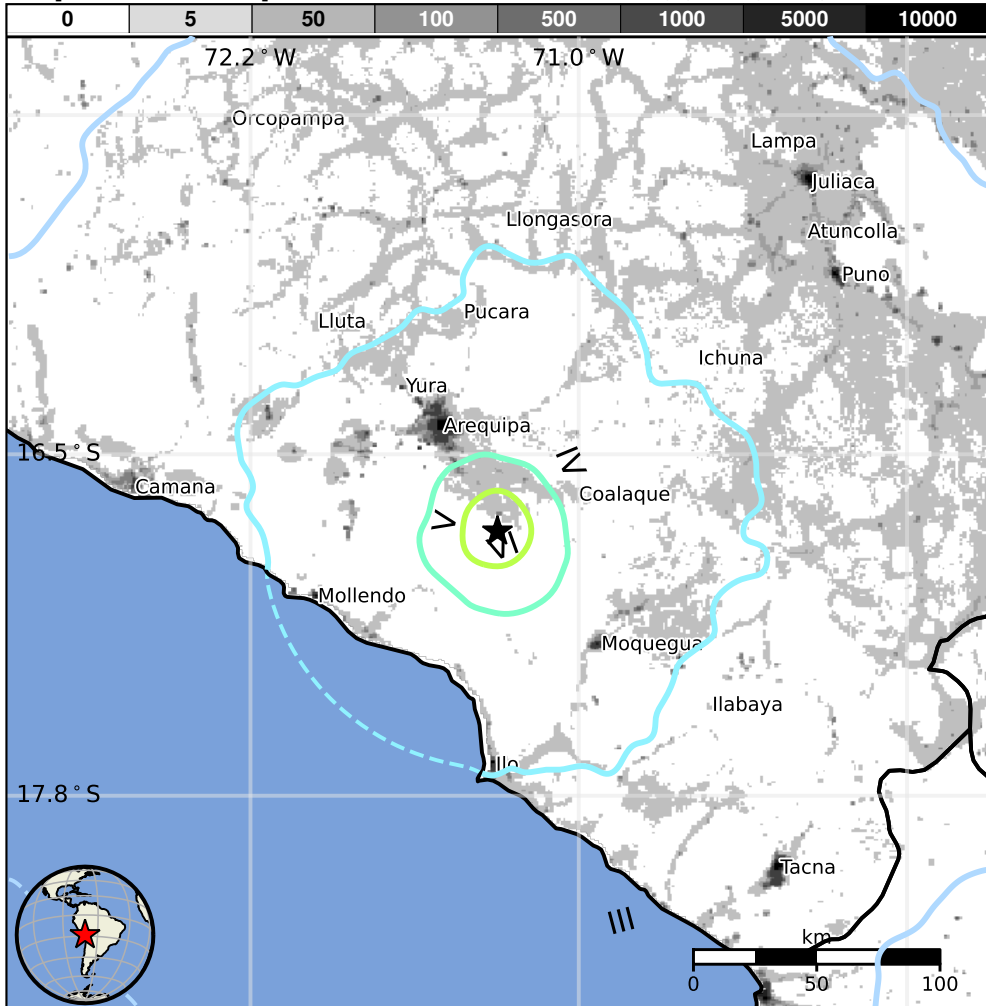 0 5 50 100 500 1000 5000 10000
72.2°W 71.0°W
Orcopampa
Lampa
Juliaca
Llongasora
Atuncolla
Puno
Pucara
Lluta
Ichuna
Yura
Arequipa
16.5°S
IV
Camana
Coalaque
V
VI
Mollendo
Moquegua
Ilabaya
Ilo
17.8°S
Tacna
III
km
0 50 100